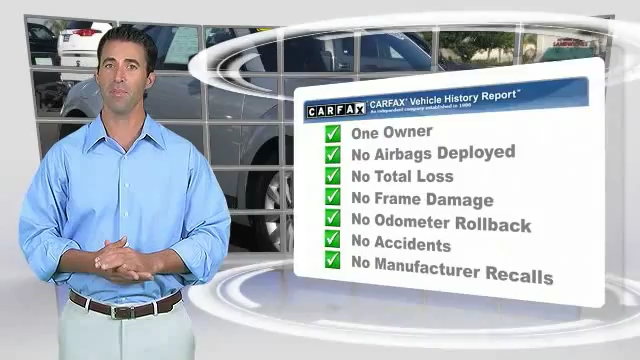 CARFAX
CARFAX Vehicle History Report™
An independent company established in 1986
One Owner
No Airbags Deployed
No Total Loss
No Frame Damage
No Odometer Rollback
No Accidents
No Manufacturer Recalls